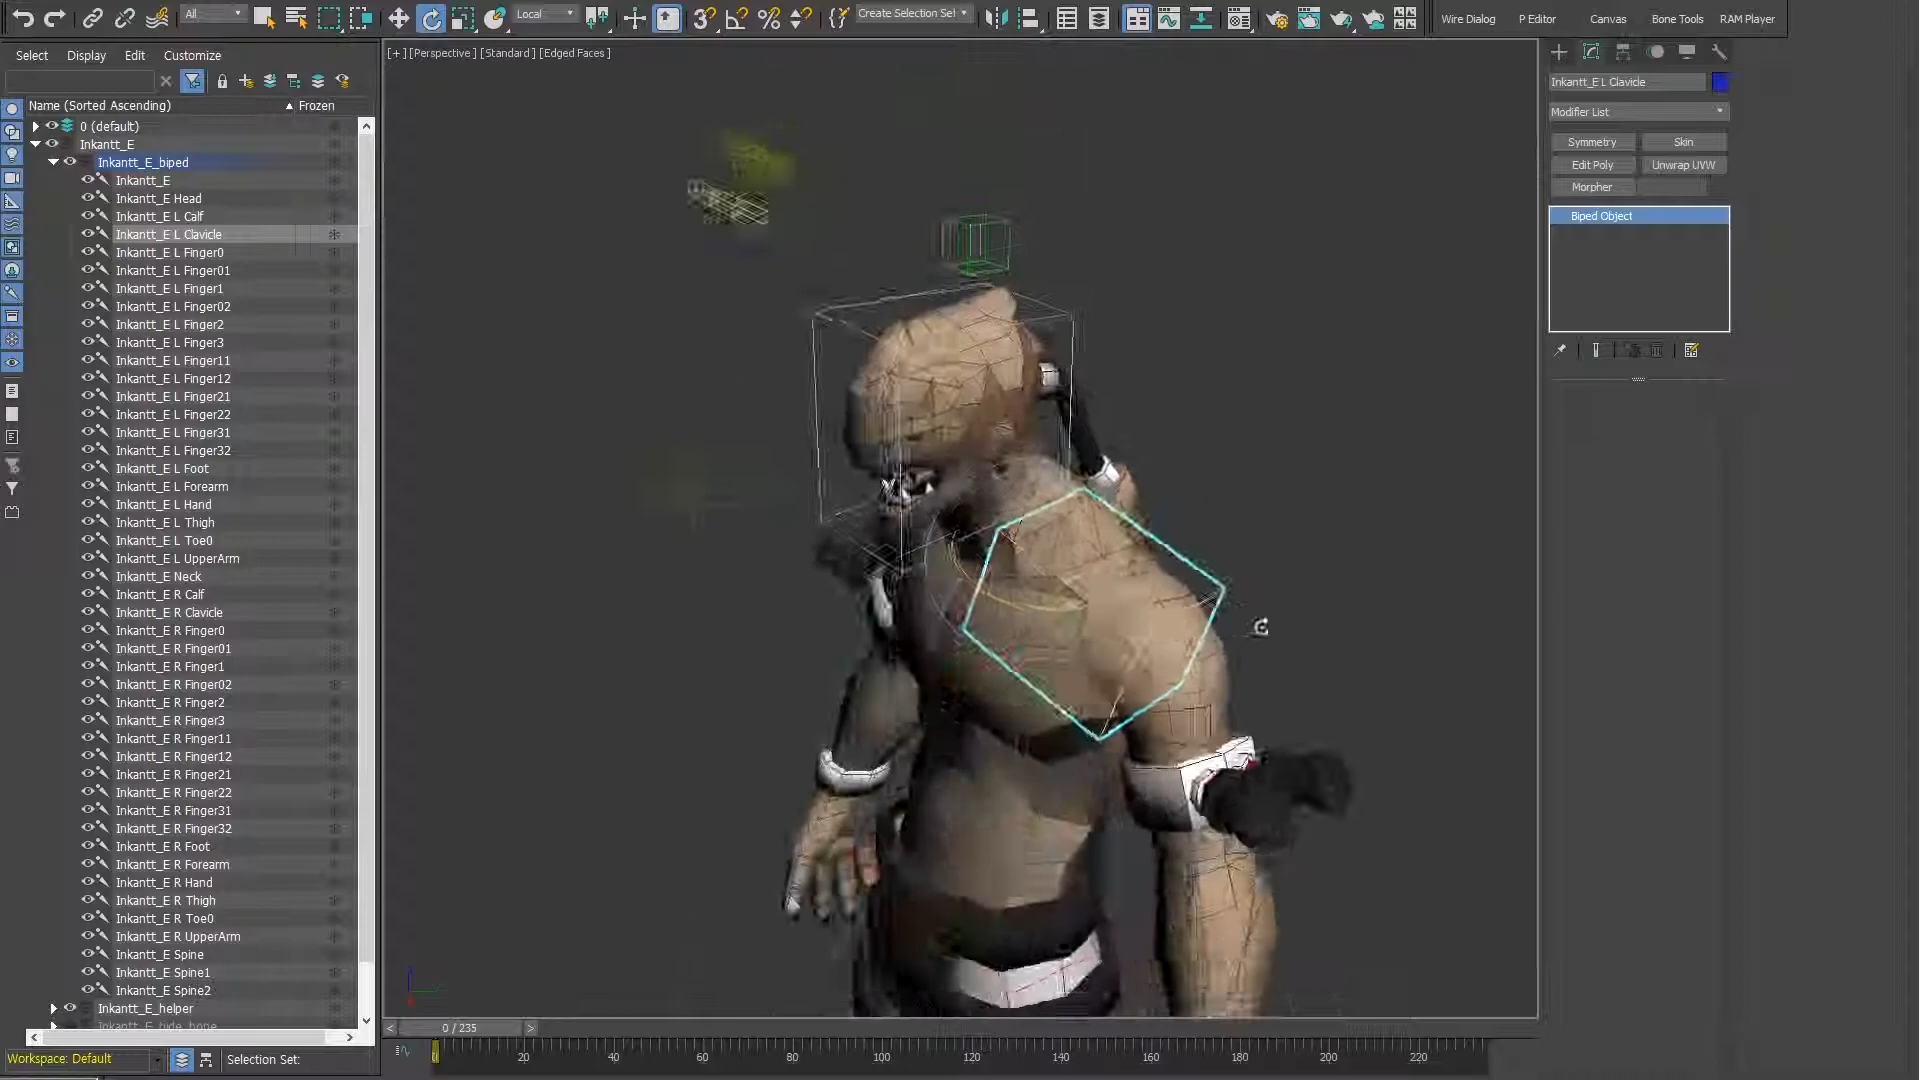 All
Local
Create Selection Set
Wire Dialog
P Editor
Canvas
Bone Tools
RAM Player
Select
Display
Edit
Customize
Name (Sorted Ascending)
Frozen
0 (default)
Inkantt_E
Inkantt_E_biped
Inkantt_E
Inkantt_E Head
Inkantt_E L Calf
Inkantt_E L Clavicle
Inkantt_E L Finger0
Inkantt_E L Finger01
Inkantt_E L Finger1
Inkantt_E L Finger02
Inkantt_E L Finger2
Inkantt_E L Finger3
Inkantt_E L Finger11
Inkantt_E L Finger12
Inkantt_E L Finger21
Inkantt_E L Finger22
Inkantt_E L Finger31
Inkantt_E L Finger32
Inkantt_E L Foot
Inkantt_E L Forearm
Inkantt_E L Hand
Inkantt_E L Thigh
Inkantt_E L Toe0
Inkantt_E L UpperArm
Inkantt_E Neck
Inkantt_E R Calf
Inkantt_E R Clavicle
Inkantt_E R Finger0
Inkantt_E R Finger01
Inkantt_E R Finger1
Inkantt_E R Finger02
Inkantt_E R Finger2
Inkantt_E R Finger3
Inkantt_E R Finger11
Inkantt_E R Finger12
Inkantt_E R Finger21
Inkantt_E R Finger22
Inkantt_E R Finger31
Inkantt_E R Finger32
Inkantt_E R Foot
Inkantt_E R Forearm
Inkantt_E R Hand
Inkantt_E R Thigh
Inkantt_E R Toe0
Inkantt_E R UpperArm
Inkantt_E Spine
Inkantt_E Spine1
Inkantt_E Spine2
Inkantt_E_helper
Inkantt_E_hide_bone
Workspace: Default
Selection Set:
[+] [Perspective] [Standard] [Edged Faces]
0 / 235
20 40 60 80 100 120 140 160 180 200 220
Inkantt_E L Clavicle
Modifier List
Symmetry
Skin
Edit Poly
Unwrap UVW
Morpher
Biped Object